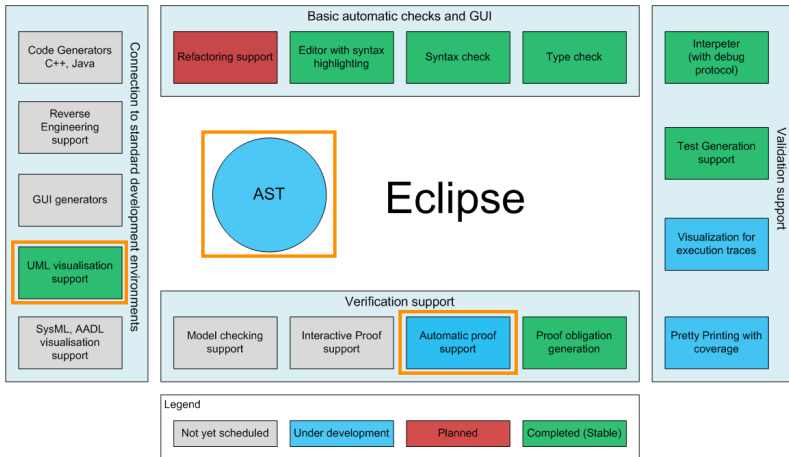 Connection to standard development environments
Code Generators
C++, Java
Reverse
Engineering
support
GUI generators
UML visualisation
support
SysML, AADL
visualisation
support
Basic automatic checks and GUI
Refactoring support
Editor with syntax
highlighting
Syntax check
Type check
AST
Eclipse
Verification support
Model checking
support
Interactive Proof
support
Automatic proof
support
Proof obligation
generation
Validation support
Interpeter
(with debug
protocol)
Test Generation
support
Visualization for
execution traces
Pretty Printing with
coverage
Legend
Not yet scheduled
Under development
Planned
Completed (Stable)